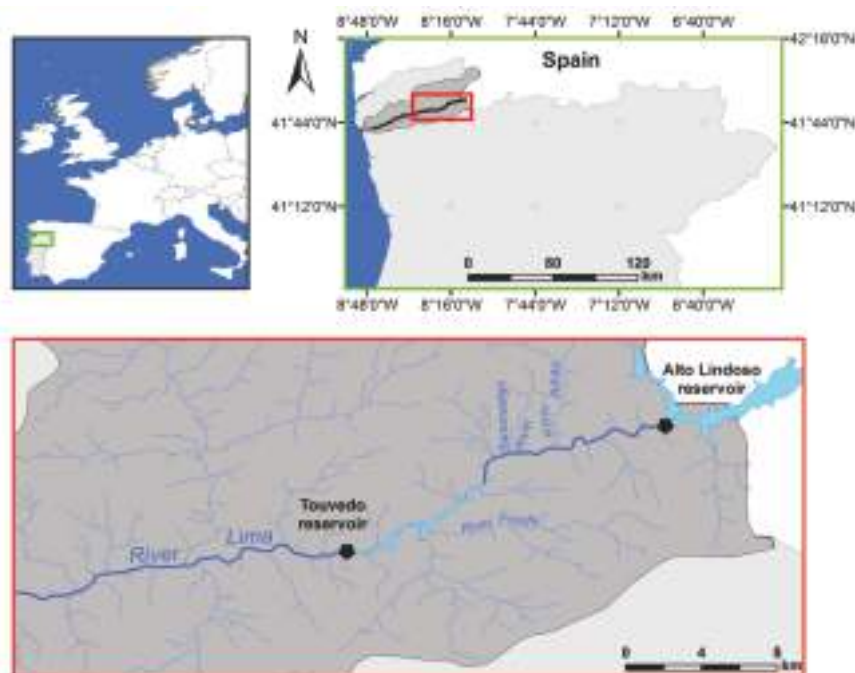 8°48'0"W 8°16'0"W 7°44'0"W 7°12'0"W 6°40'0"W
N
Spain
42°16'0"N
41°44'0"N
41°44'0"N
41°12'0"N
41°12'0"N
0 60 120
km
8°48'0"W 8°16'0"W 7°44'0"W 7°12'0"W 6°40'0"W
Alto Lindoso
reservoir
Touvedo
reservoir
River Lima
0 2 4 8
km